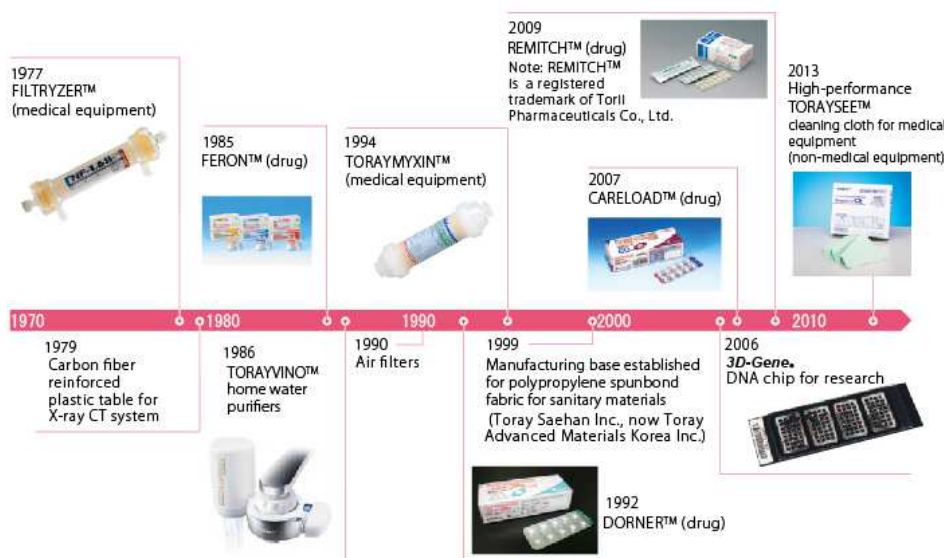 1977
FILTRYZER™
(medical equipment)
1985
FERON™ (drug)
1994
TORAYMYXIN™
(medical equipment)
2009
REMITCH™ (drug)
Note: REMITCH™
is a registered
trademark of Torii
Pharmaceuticals Co., Ltd.
2007
CARELOAD™ (drug)
2013
High-performance
TORAYSEE™
cleaning cloth for medical
equipment
(non-medical equipment)
1970
1980
1990
2000
2010
1979
Carbon fiber
reinforced
plastic table for
X-ray CT system
1986
TORAYVINO™
home water
purifiers
1990
Air filters
1999
Manufacturing base established
for polypropylene spunbond
fabric for sanitary materials
(Toray Saehan Inc., now Toray
Advanced Materials Korea Inc.)
2006
3D-Gene®
DNA chip for research
1992
DORNER™ (drug)